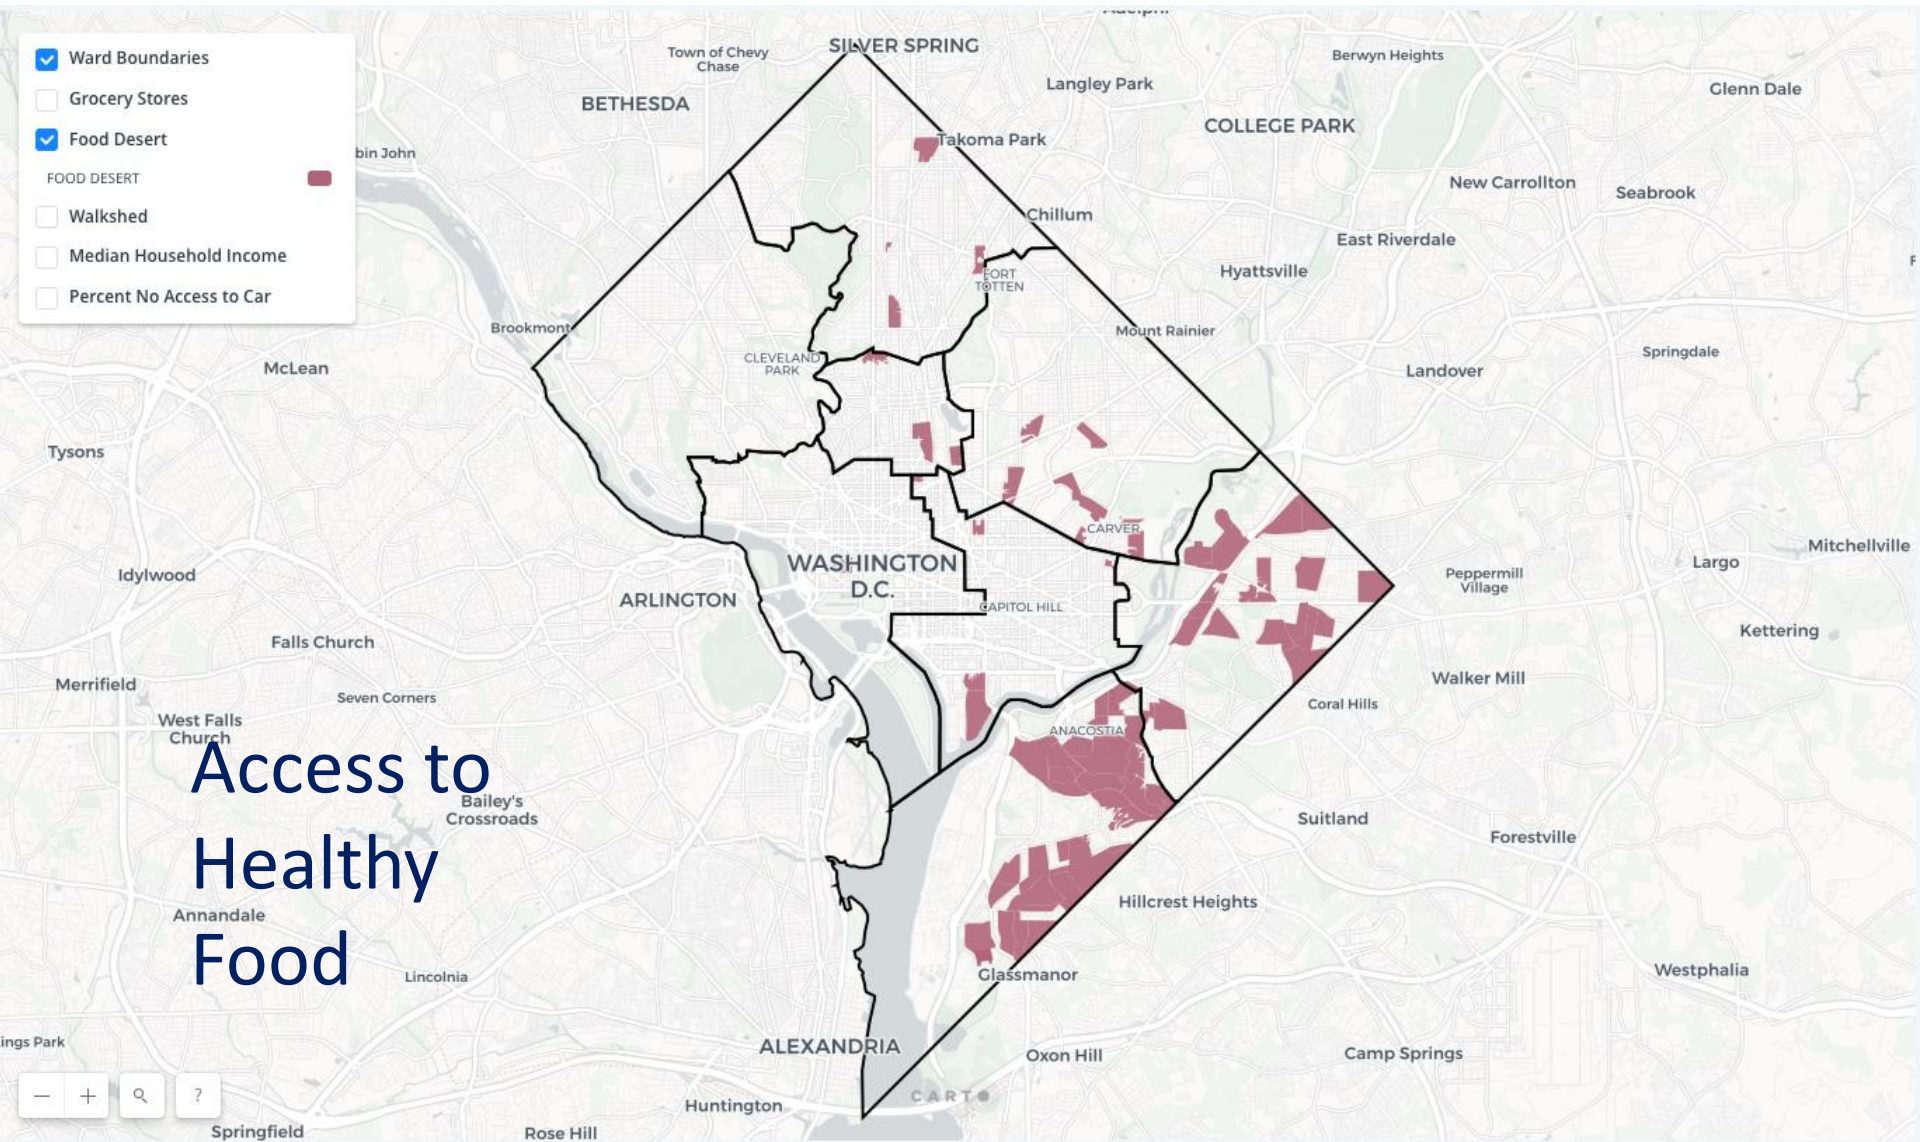 Ward Boundaries
Grocery Stores
Food Desert
FOOD DESERT
Walkshed
Median Household Income
Percent No Access to Car
SILVER SPRING
Town of Chevy
Chase
Berwyn Heights
Langley Park
Glenn Dale
BETHESDA
COLLEGE PARK
Takoma Park
bin John
New Carrollton
Seabrook
Chillum
East Riverdale
Hyattsville
FORT
TOTTEN
Brookmont
Mount Rainier
CLEVELAND
PARK
Springdale
McLean
Landover
Tysons
CARVER
Mitchellville
WASHINGTON
D.C.
Largo
Idylwood
Peppermill
Village
ARLINGTON
CAPITOL HILL
Kettering
Falls Church
Walker Mill
Merrifield
Seven Corners
Coral Hills
West Falls
Church
ANACOSTIA
Access to
Healthy
Food
Bailey's
Crossroads
Suitland
Forestville
Hillcrest Heights
Annandale
Lincolnia
Glassmanor
Westphalia
ings Park
ALEXANDRIA
Oxon Hill
Camp Springs
CARTO
Huntington
Springfield
Rose Hill